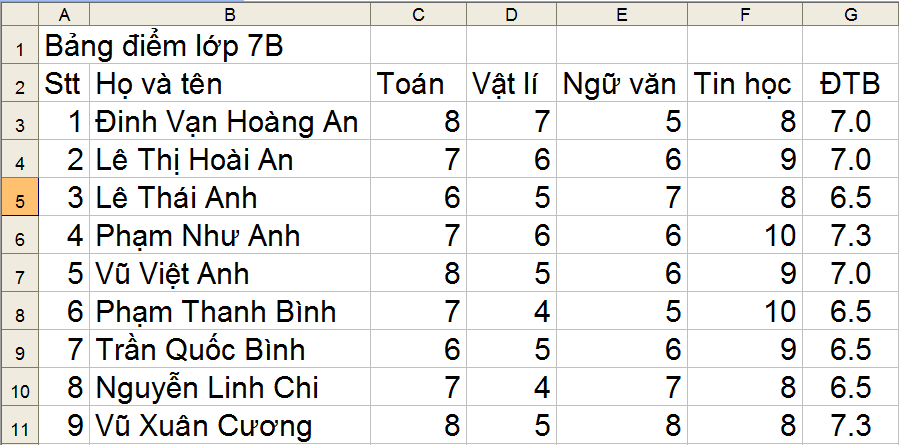 A B C D E F G
1 Bảng điểm lớp 7B
2 Stt Họ và tên Toán Vật lí Ngữ văn Tin học ĐTB
3 1 Đinh Vạn Hoàng An 8 7 5 8 7.0
4 2 Lê Thị Hoài An 7 6 6 9 7.0
5 3 Lê Thái Anh 6 5 7 8 6.5
6 4 Phạm Như Anh 7 6 6 10 7.3
7 5 Vũ Việt Anh 8 5 6 9 7.0
8 6 Phạm Thanh Bình 7 4 5 10 6.5
9 7 Trần Quốc Bình 6 5 6 9 6.5
10 8 Nguyễn Linh Chi 7 4 7 8 6.5
11 9 Vũ Xuân Cương 8 5 8 8 7.3